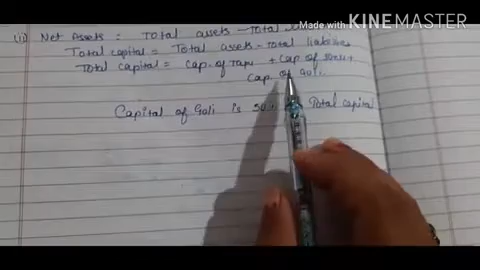 Made with KINEMASTER
(ii) Net Assets = Total assets - Total
Total capital = Total assets - Total liabilities
Total capital = Cap. of Tapu + Cap of Sonu +
Cap. of Goli.
Capital of Goli is Total capital